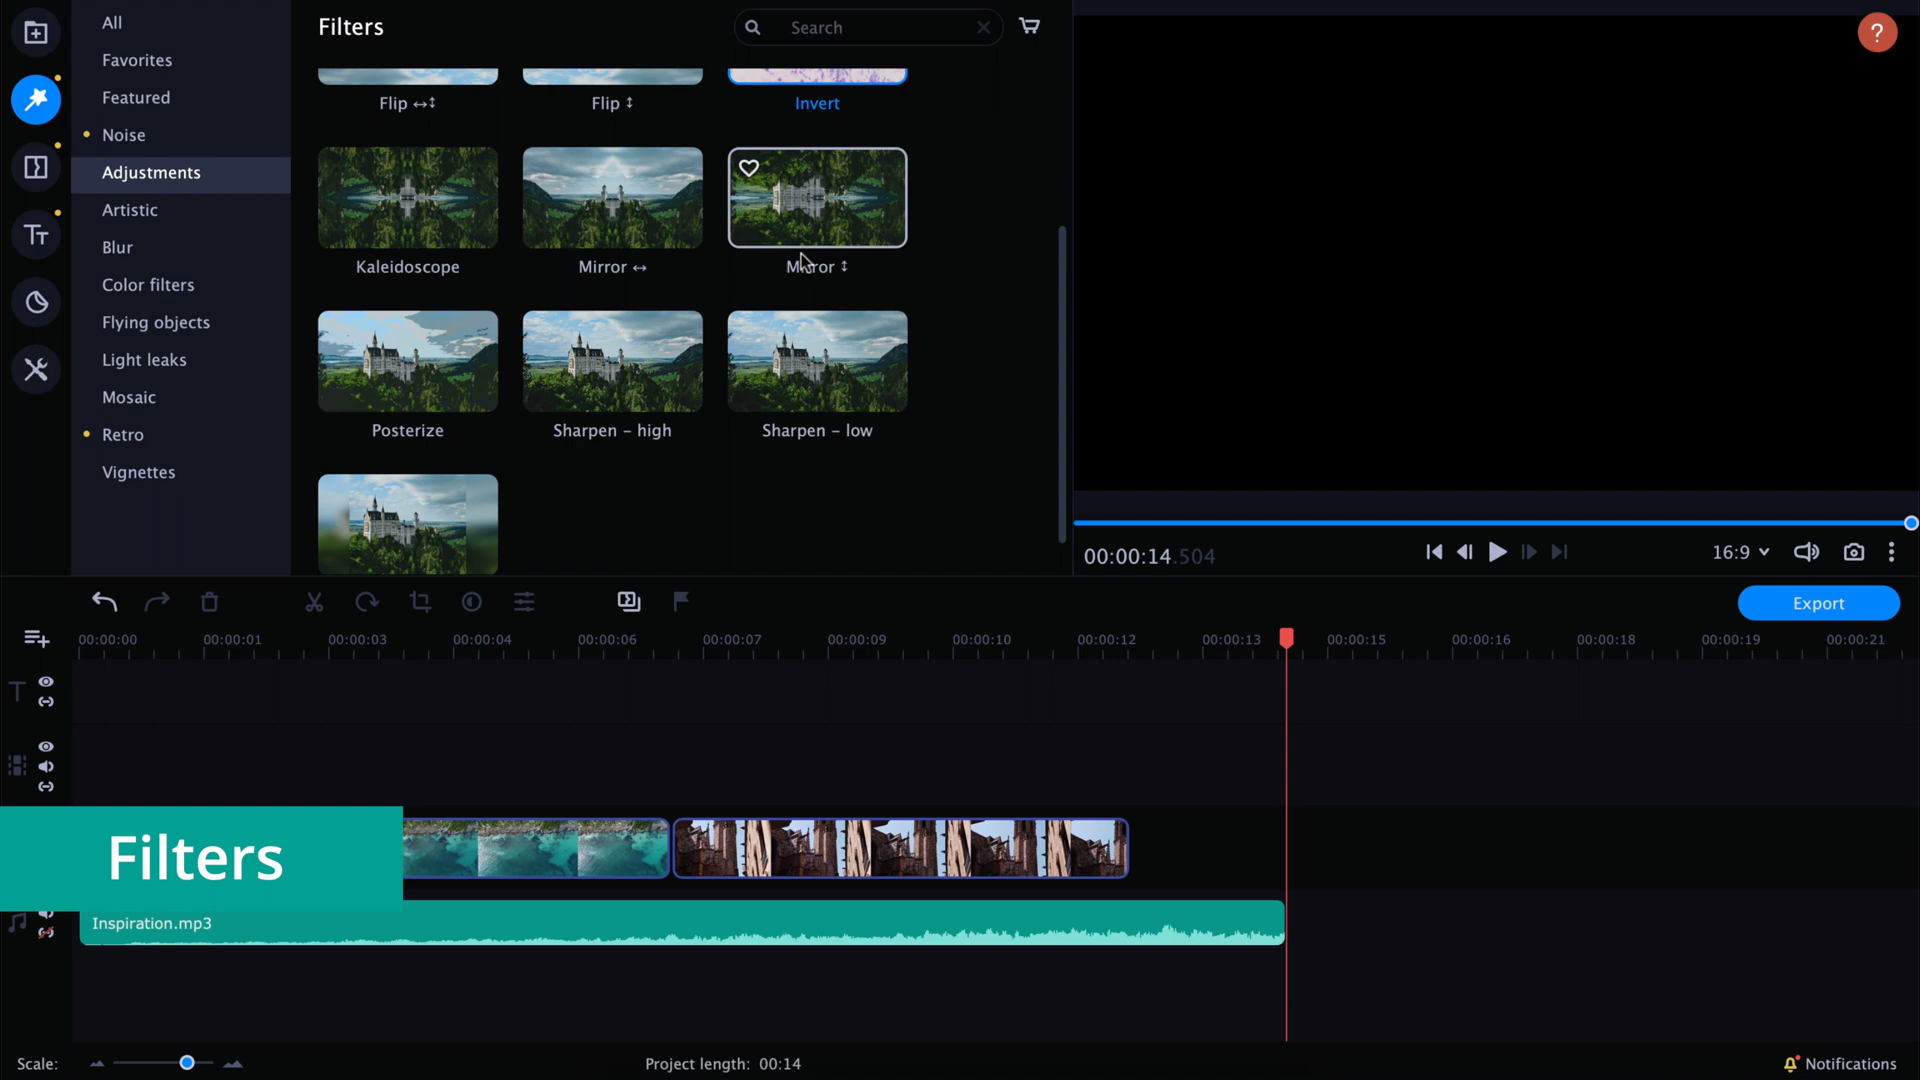 All
Favorites
Featured
Noise
Adjustments
Artistic
Blur
Color filters
Flying objects
Light leaks
Mosaic
Retro
Vignettes
Filters
Search
?
Flip ↔↕
Flip ↕
Invert
Kaleidoscope
Mirror ↔
Mirror ↕
Posterize
Sharpen – high
Sharpen – low
00:00:14.504
16:9
Export
00:00:00
00:00:01
00:00:03
00:00:04
00:00:06
00:00:07
00:00:09
00:00:10
00:00:12
00:00:13
00:00:15
00:00:16
00:00:18
00:00:19
00:00:21
Filters
Inspiration.mp3
Scale:
Project length: 00:14
Notifications